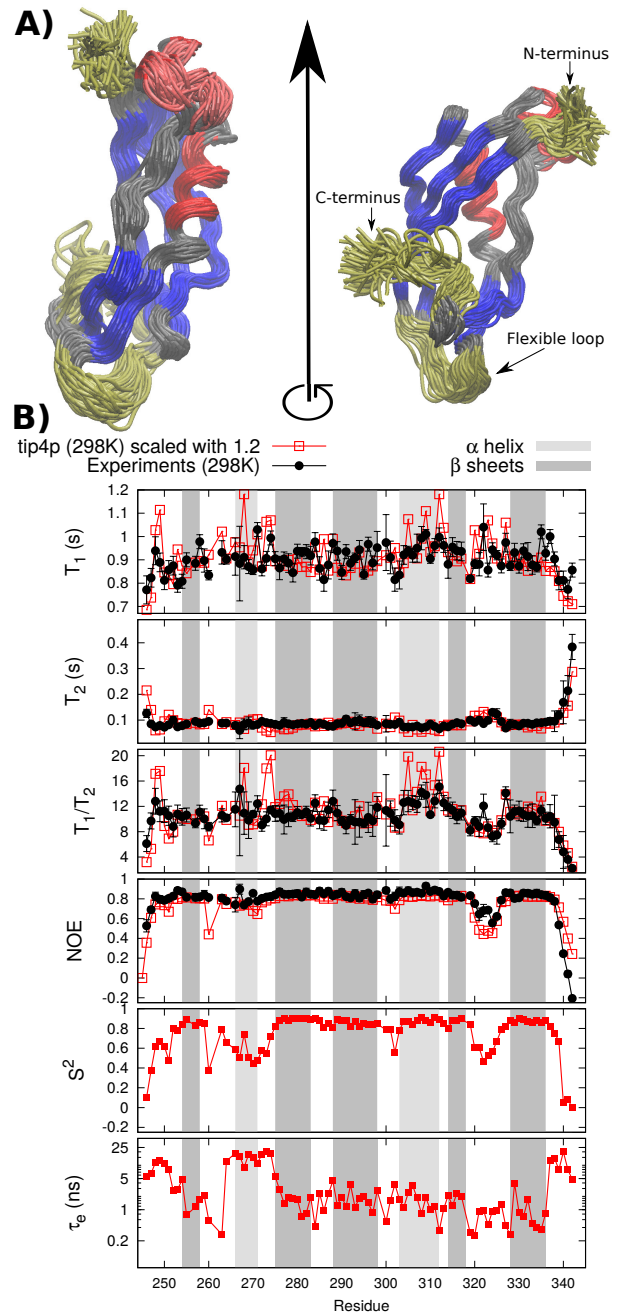 A)
N-terminus
C-terminus
Flexible loop
B)
tip4p (298K) scaled with 1.2
Experiments (298K)
α helix
β sheets
T1 (s)
1.2
1.1
1
0.9
0.8
0.7
T2 (s)
0.4
0.3
0.2
0.1
T1/T2
20
16
12
8
4
NOE
1
0.8
0.6
0.4
0.2
0
-0.2
S2
1
0.8
0.6
0.4
0.2
0
-0.2
τe (ns)
25
5
1
0.2
250 260 270 280 290 300 310 320 330 340
Residue